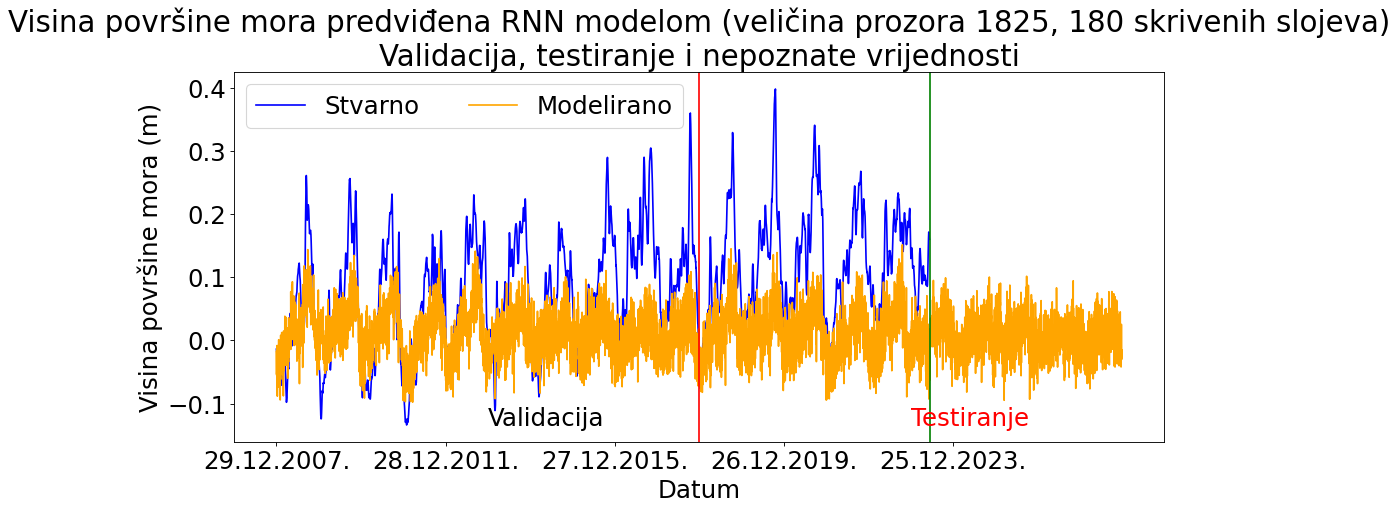 Visina površine mora predviđena RNN modelom (veličina prozora 1825, 180 skrivenih slojeva)
Validacija, testiranje i nepoznate vrijednosti
Stvarno Modelirano
Visina površine mora (m)
0.4
0.3
0.2
0.1
0.0
−0.1
Validacija
Testiranje
29.12.2007. 28.12.2011. 27.12.2015. 26.12.2019. 25.12.2023.
Datum